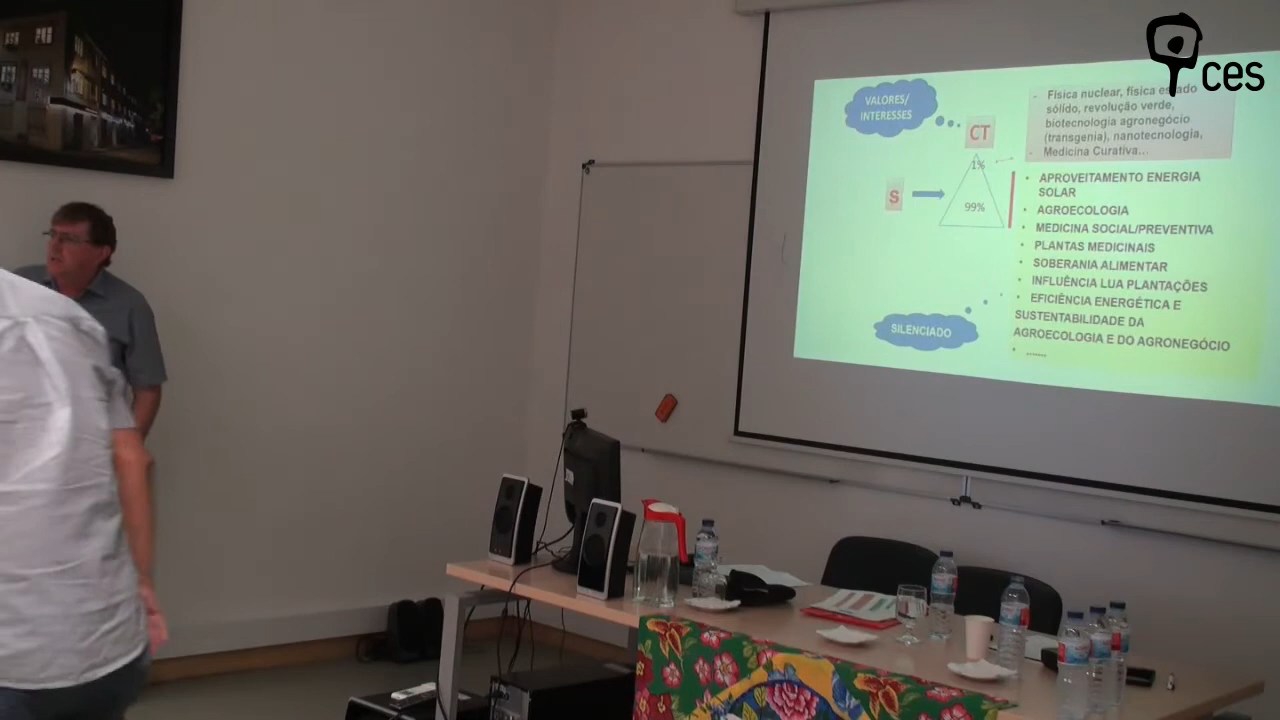 ces
VALORES/
INTERESSES
CT
1%
S
99%
SILENCIADO
Física nuclear, física estado
sólido, revolução verde,
biotecnologia agronegócio
(transgenia), nanotecnologia,
Medicina Curativa...
APROVEITAMENTO ENERGIA
SOLAR
AGROECOLOGIA
MEDICINA SOCIAL/PREVENTIVA
PLANTAS MEDICINAIS
SOBERANIA ALIMENTAR
INFLUÊNCIA LUA PLANTAÇÕES
EFICIÊNCIA ENERGÉTICA E
SUSTENTABILIDADE DA
AGROECOLOGIA E DO AGRONEGÓCIO